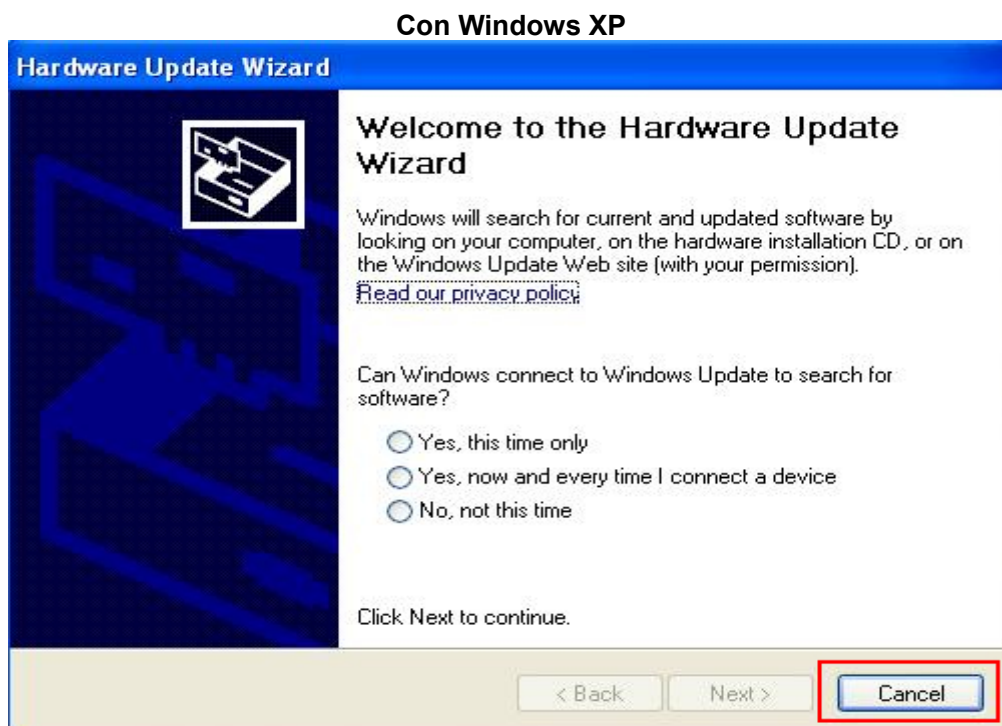 Con Windows XP
Hardware Update Wizard
Welcome to the Hardware Update
Wizard
Windows will search for current and updated software by
looking on your computer, on the hardware installation CD, or on
the Windows Update Web site (with your permission).
Read our privacy policy
Can Windows connect to Windows Update to search for
software?
Yes, this time only
Yes, now and every time I connect a device
No, not this time
Click Next to continue.
< Back Next > Cancel